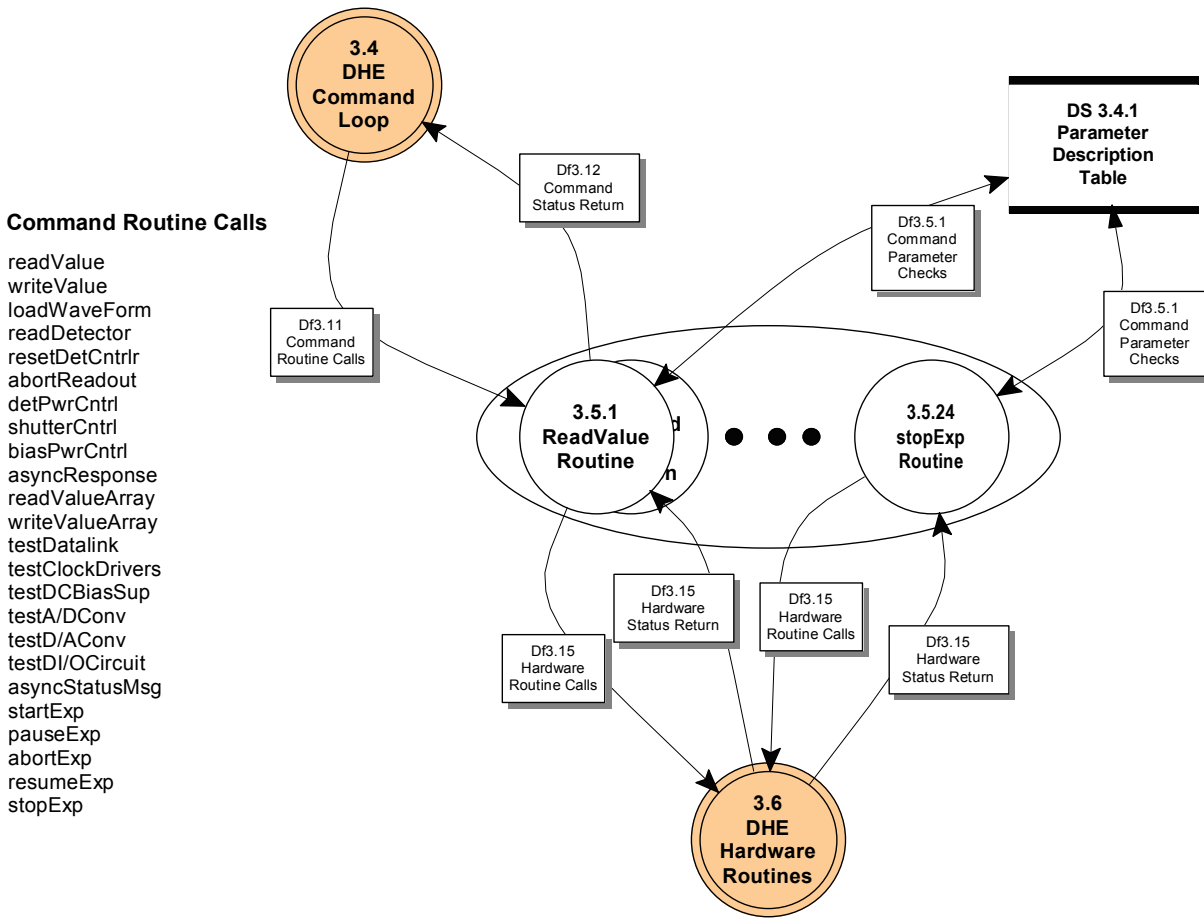 3.4
DHE
Command
Loop
DS 3.4.1
Parameter
Description
Table
Df3.12
Command
Status Return
Df3.5.1
Command
Parameter
Checks
Df3.5.1
Command
Parameter
Checks
Df3.11
Command
Routine Calls
Command Routine Calls
readValue
writeValue
loadWaveForm
readDetector
resetDetCntrlr
abortReadout
detPwrCntrl
shutterCntrl
biasPwrCntrl
asyncResponse
readValueArray
writeValueArray
testDatalink
testClockDrivers
testDCBiasSup
testA/DConv
testD/AConv
testDI/OCircuit
asyncStatusMsg
startExp
pauseExp
abortExp
resumeExp
stopExp
3.5.1
ReadValue
Routine
d
n
3.5.24
stopExp
Routine
Df3.15
Hardware
Status Return
Df3.15
Hardware
Routine Calls
Df3.15
Hardware
Routine Calls
Df3.15
Hardware
Status Return
3.6
DHE
Hardware
Routines